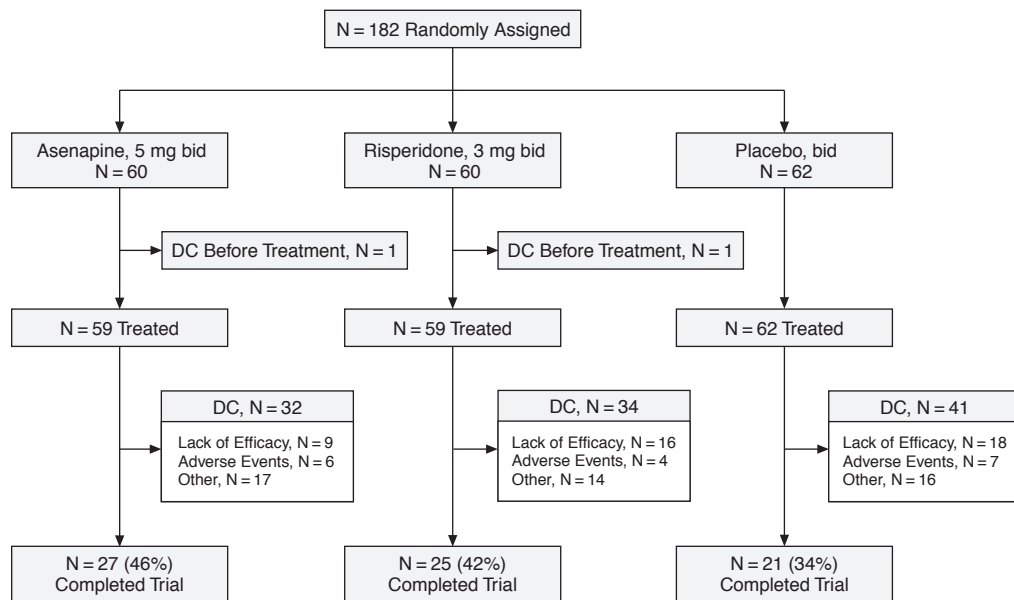 N = 182 Randomly Assigned
Asenapine, 5 mg bid
N = 60
Risperidone, 3 mg bid
N = 60
Placebo, bid
N = 62
DC Before Treatment, N = 1
DC Before Treatment, N = 1
N = 59 Treated
N = 59 Treated
N = 62 Treated
DC, N = 32
Lack of Efficacy, N = 9
Adverse Events, N = 6
Other, N = 17
DC, N = 34
Lack of Efficacy, N = 16
Adverse Events, N = 4
Other, N = 14
DC, N = 41
Lack of Efficacy, N = 18
Adverse Events, N = 7
Other, N = 16
N = 27 (46%)
Completed Trial
N = 25 (42%)
Completed Trial
N = 21 (34%)
Completed Trial